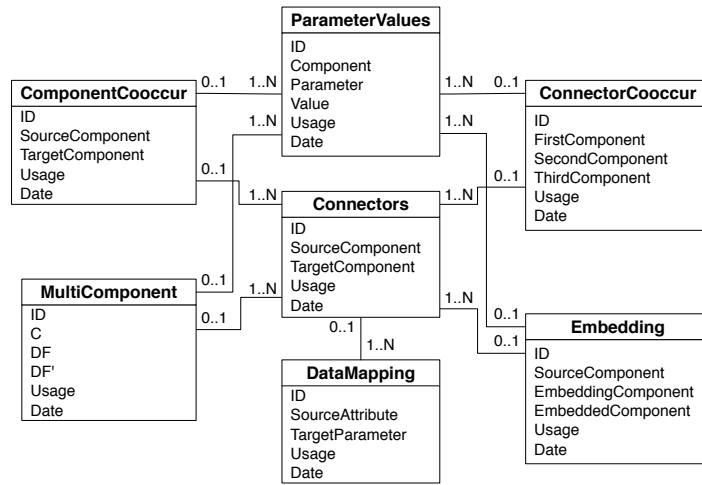 ParameterValues
ID
Component
Parameter
Value
Usage
Date
ComponentCooccur
ID
SourceComponent
TargetComponent
Usage
Date
ConnectorCooccur
ID
FirstComponent
SecondComponent
ThirdComponent
Usage
Date
Connectors
ID
SourceComponent
TargetComponent
Usage
Date
MultiComponent
ID
C
DF
DF'
Usage
Date
DataMapping
ID
SourceAttribute
TargetParameter
Usage
Date
Embedding
ID
SourceComponent
EmbeddingComponent
EmbeddedComponent
Usage
Date
0..1 1..N
1..N 0..1
1..N
1..N
0..1
1..N
1..N
0..1
0..1
1..N
0..1
1..N
0..1
0..1
0..1
1..N